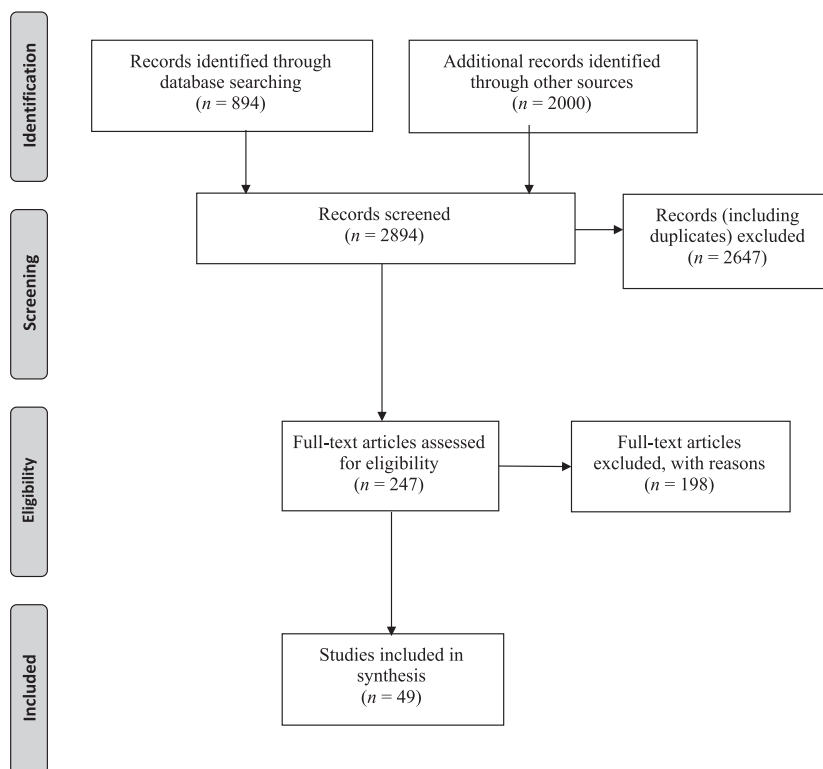 Identification
Records identified through
database searching
(n = 894)
Additional records identified
through other sources
(n = 2000)
Screening
Records screened
(n = 2894)
Records (including
duplicates) excluded
(n = 2647)
Eligibility
Full-text articles assessed
for eligibility
(n = 247)
Full-text articles
excluded, with reasons
(n = 198)
Included
Studies included in
synthesis
(n = 49)